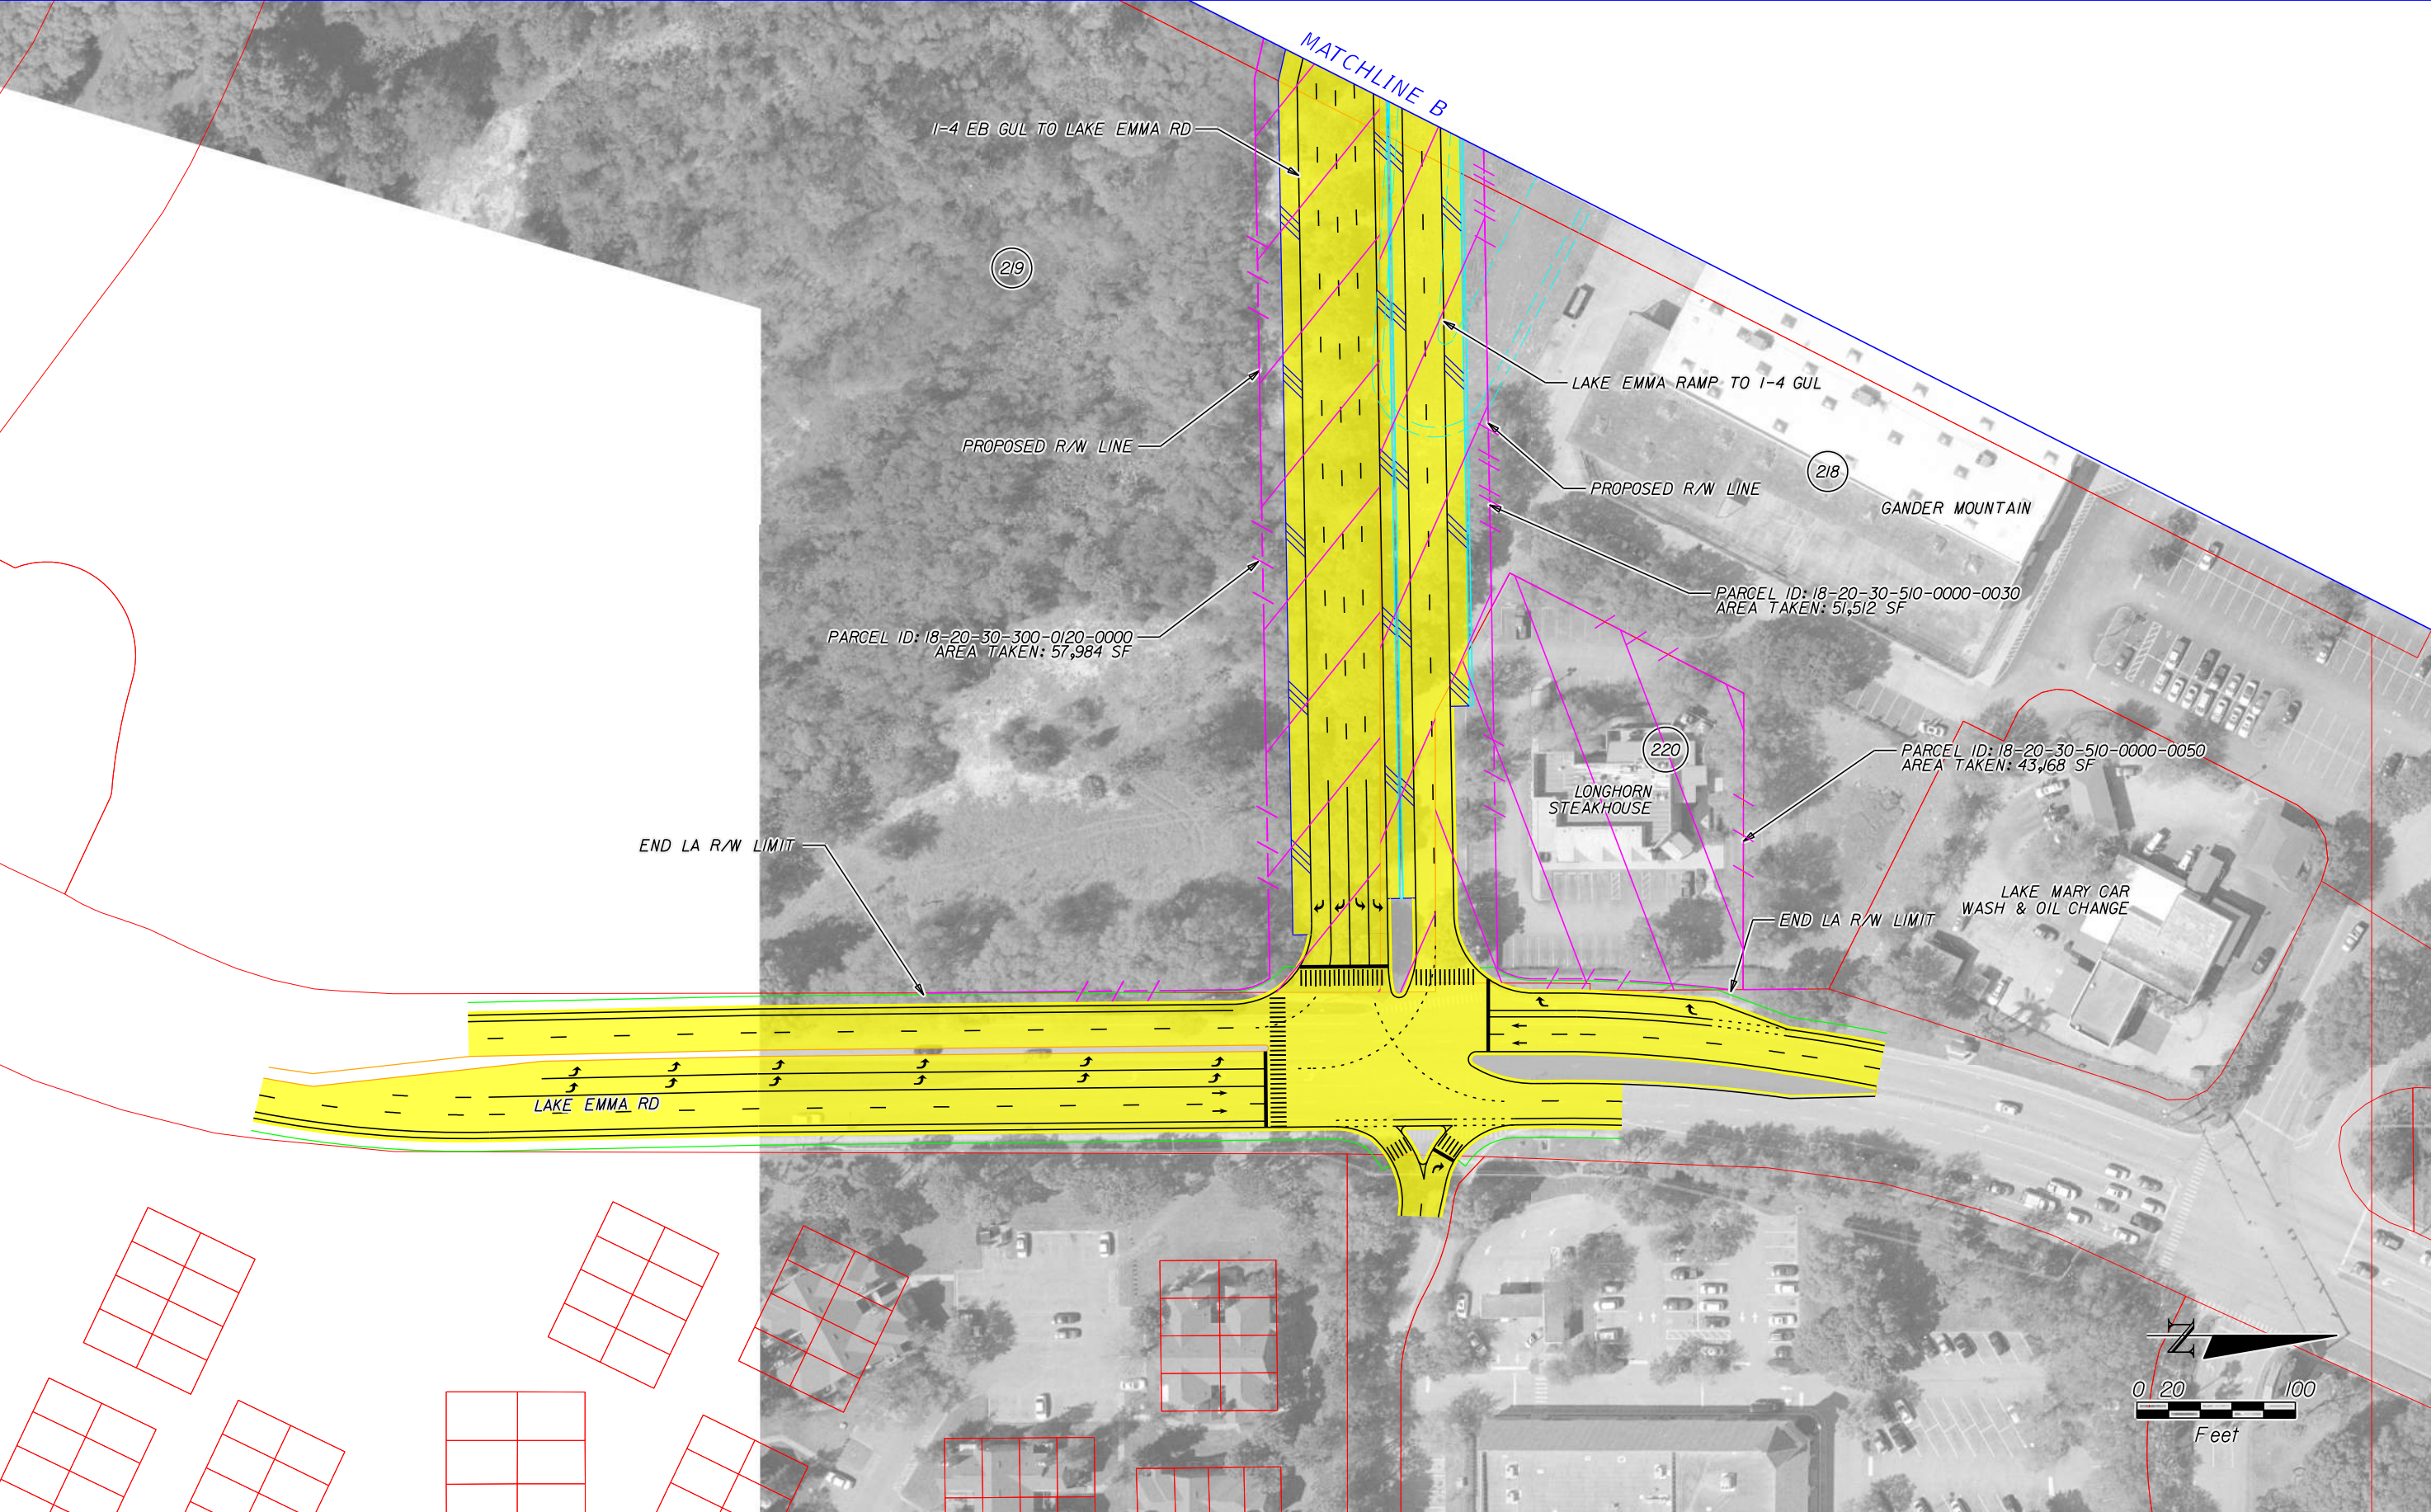 MATCHLINE B
I-4 EB GUL TO LAKE EMMA RD
219
LAKE EMMA RAMP TO I-4 GUL
PROPOSED R/W LINE
218
PROPOSED R/W LINE
GANDER MOUNTAIN
PARCEL ID: 18-20-30-510-0000-0030
AREA TAKEN: 51,512 SF
PARCEL ID: 18-20-30-300-0120-0000
AREA TAKEN: 57,984 SF
220
PARCEL ID: 18-20-30-510-0000-0050
AREA TAKEN: 43,168 SF
LONGHORN
STEAKHOUSE
END LA R/W LIMIT
LAKE MARY CAR
WASH & OIL CHANGE
END LA R/W LIMIT
LAKE EMMA RD
N
0 20 100
Feet